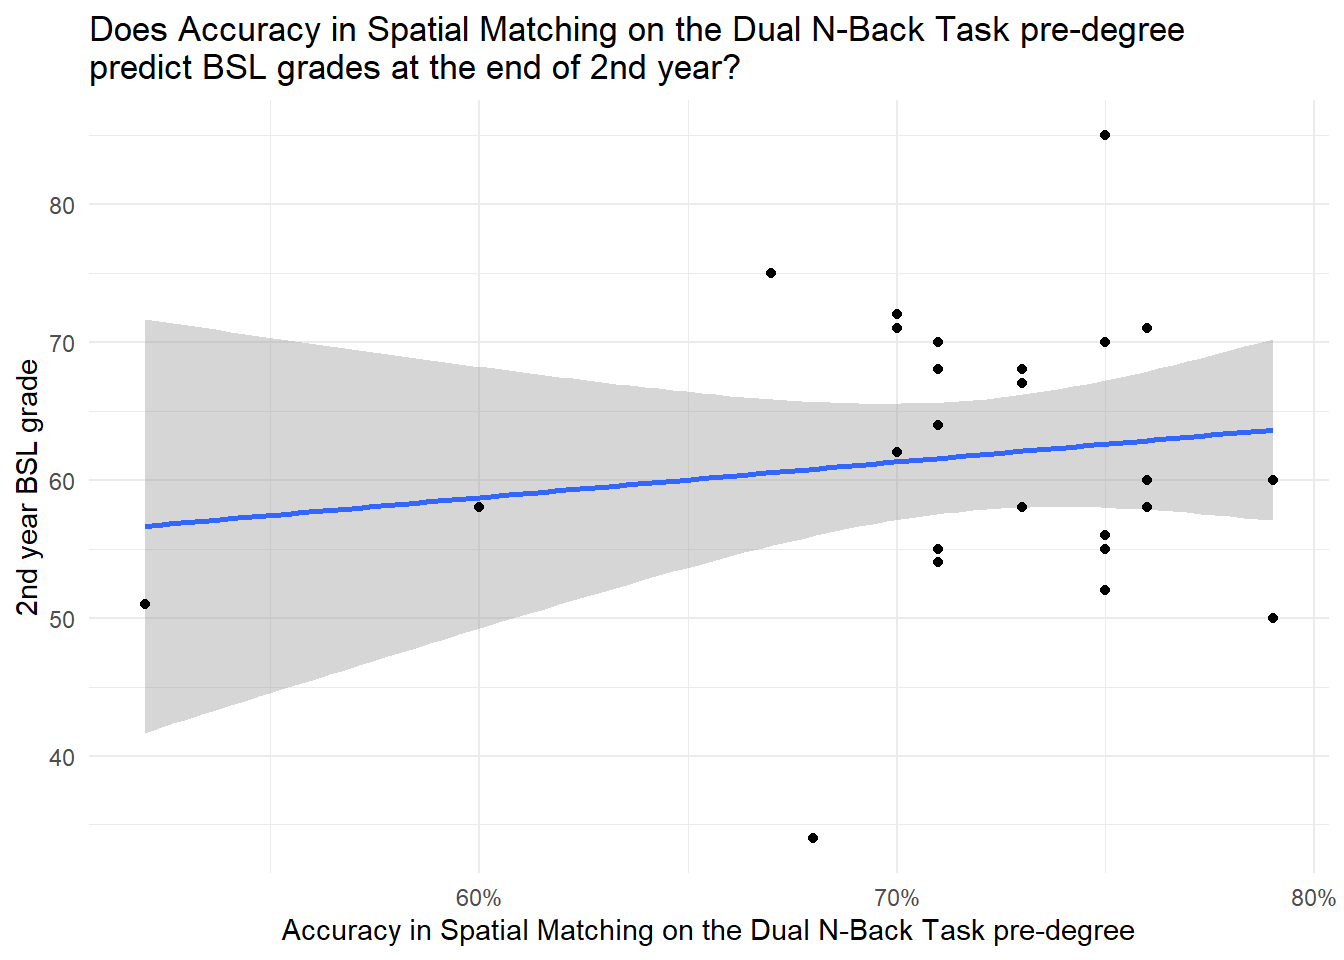 Does Accuracy in Spatial Matching on the Dual N-Back Task pre-degree
predict BSL grades at the end of 2nd year?
80
70
60
50
40
2nd year BSL grade
60%
70%
80%
Accuracy in Spatial Matching on the Dual N-Back Task pre-degree